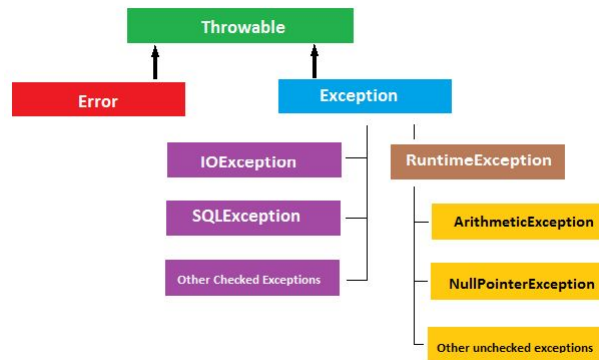 Throwable
Error
Exception
IOException
RuntimeException
SQLException
ArithmeticException
Other Checked Exceptions
NullPointerException
Other unchecked exceptions